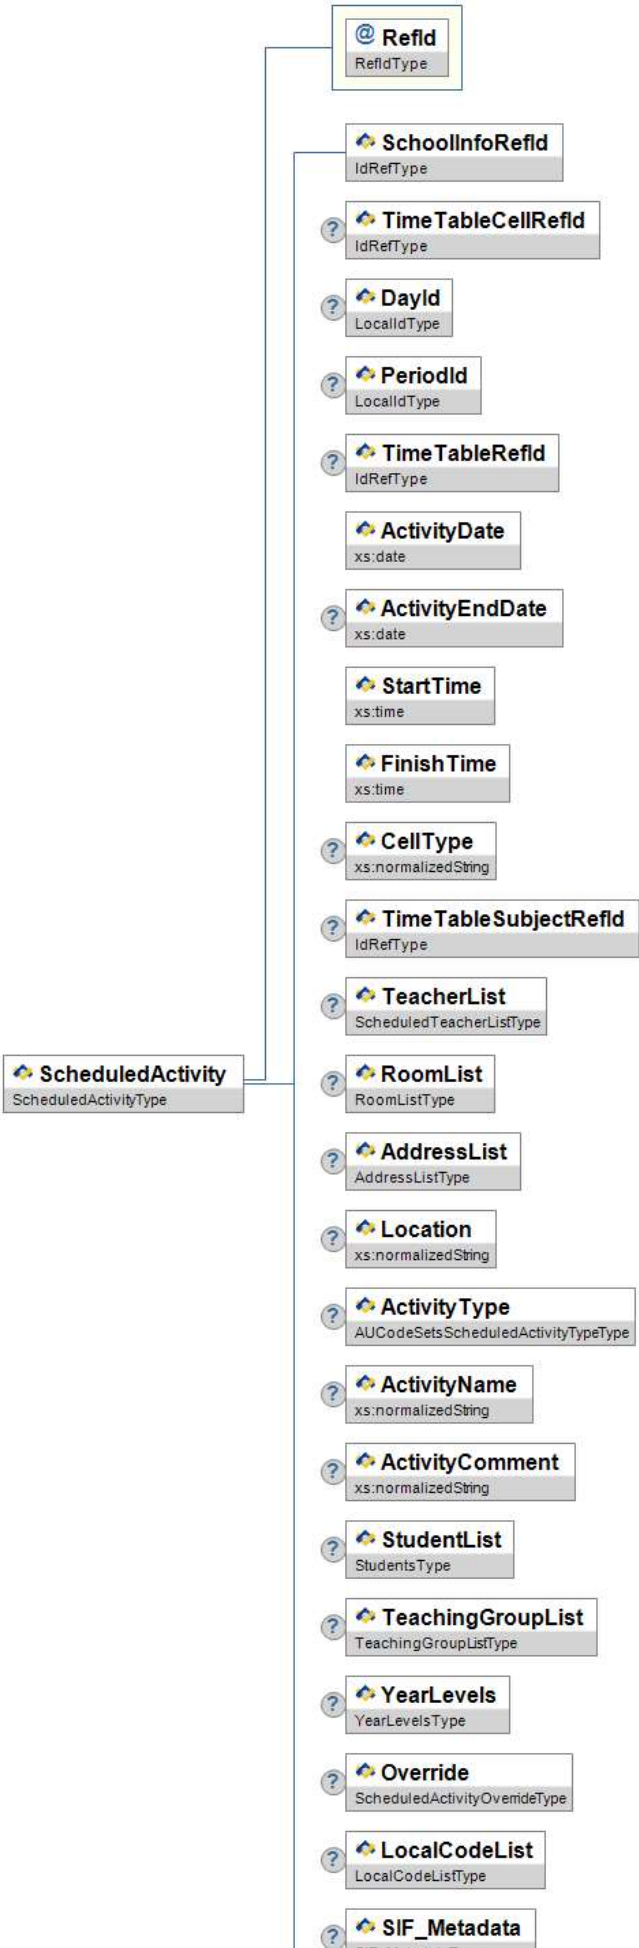 @ RefId
RefIdType
SchoolInfoRefId
IdRefType
? TimeTableCellRefId
IdRefType
? DayId
LocalIdType
? PeriodId
LocalIdType
? TimeTableRefId
IdRefType
ActivityDate
xs:date
? ActivityEndDate
xs:date
StartTime
xs:time
FinishTime
xs:time
? CellType
xs:normalizedString
? TimeTableSubjectRefId
IdRefType
? TeacherList
ScheduledTeacherListType
ScheduledActivity
ScheduledActivityType
? RoomList
RoomListType
? AddressList
AddressListType
? Location
xs:normalizedString
? ActivityType
AUCodeSetsScheduledActivityTypeType
? ActivityName
xs:normalizedString
? ActivityComment
xs:normalizedString
? StudentList
StudentsType
? TeachingGroupList
TeachingGroupListType
? YearLevels
YearLevelsType
? Override
ScheduledActivityOverrideType
? LocalCodeList
LocalCodeListType
? SIF_Metadata